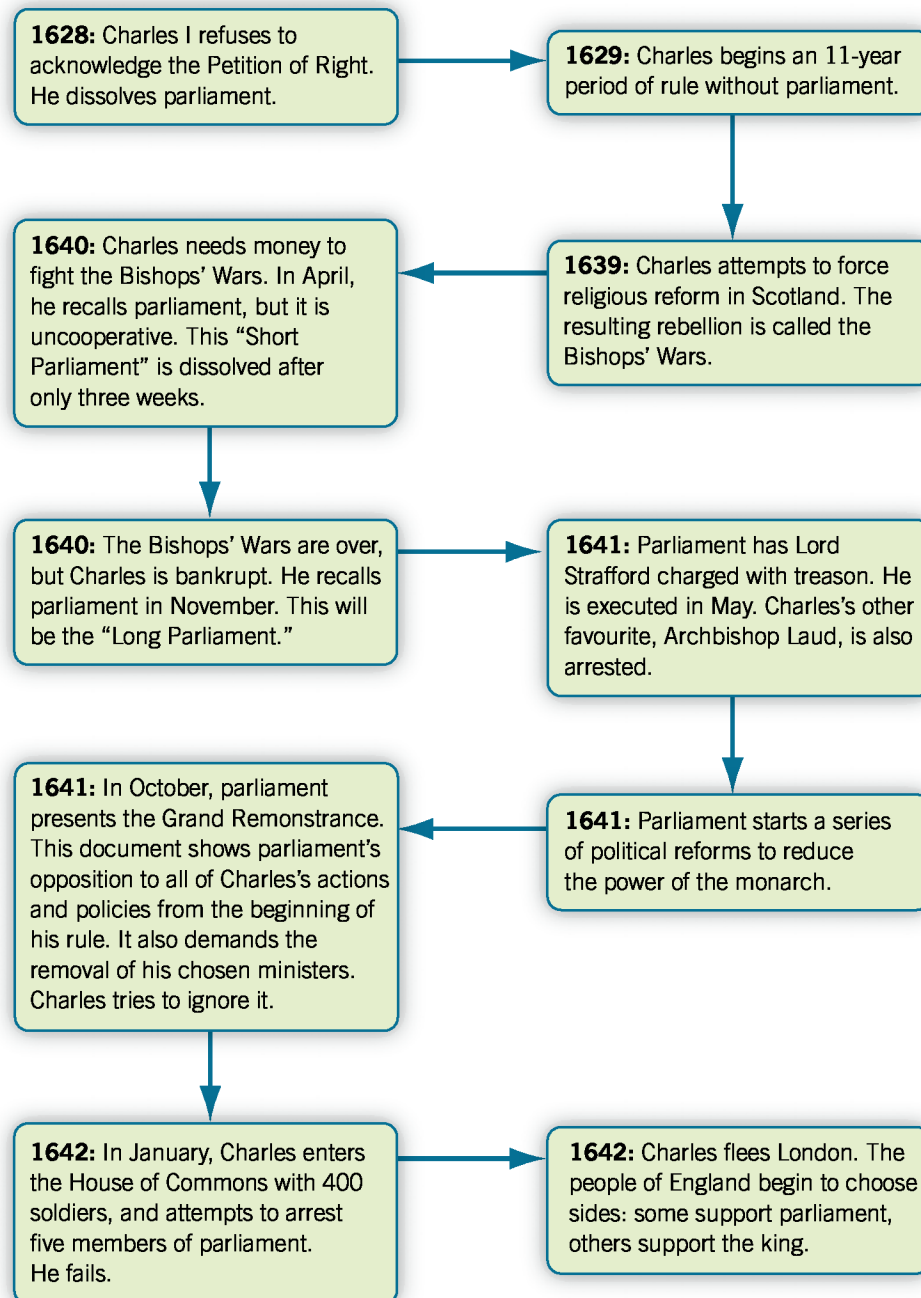 1628: Charles I refuses to
acknowledge the Petition of Right.
He dissolves parliament.
1629: Charles begins an 11-year
period of rule without parliament.
1639: Charles attempts to force
religious reform in Scotland. The
resulting rebellion is called the
Bishops’ Wars.
1640: Charles needs money to
fight the Bishops’ Wars. In April,
he recalls parliament, but it is
uncooperative. This “Short
Parliament” is dissolved after
only three weeks.
1640: The Bishops’ Wars are over,
but Charles is bankrupt. He recalls
parliament in November. This will
be the “Long Parliament.”
1641: Parliament has Lord
Strafford charged with treason. He
is executed in May. Charles’s other
favourite, Archbishop Laud, is also
arrested.
1641: Parliament starts a series
of political reforms to reduce
the power of the monarch.
1641: In October, parliament
presents the Grand Remonstrance.
This document shows parliament’s
opposition to all of Charles’s actions
and policies from the beginning of
his rule. It also demands the
removal of his chosen ministers.
Charles tries to ignore it.
1642: In January, Charles enters
the House of Commons with 400
soldiers, and attempts to arrest
five members of parliament.
He fails.
1642: Charles flees London. The
people of England begin to choose
sides: some support parliament,
others support the king.